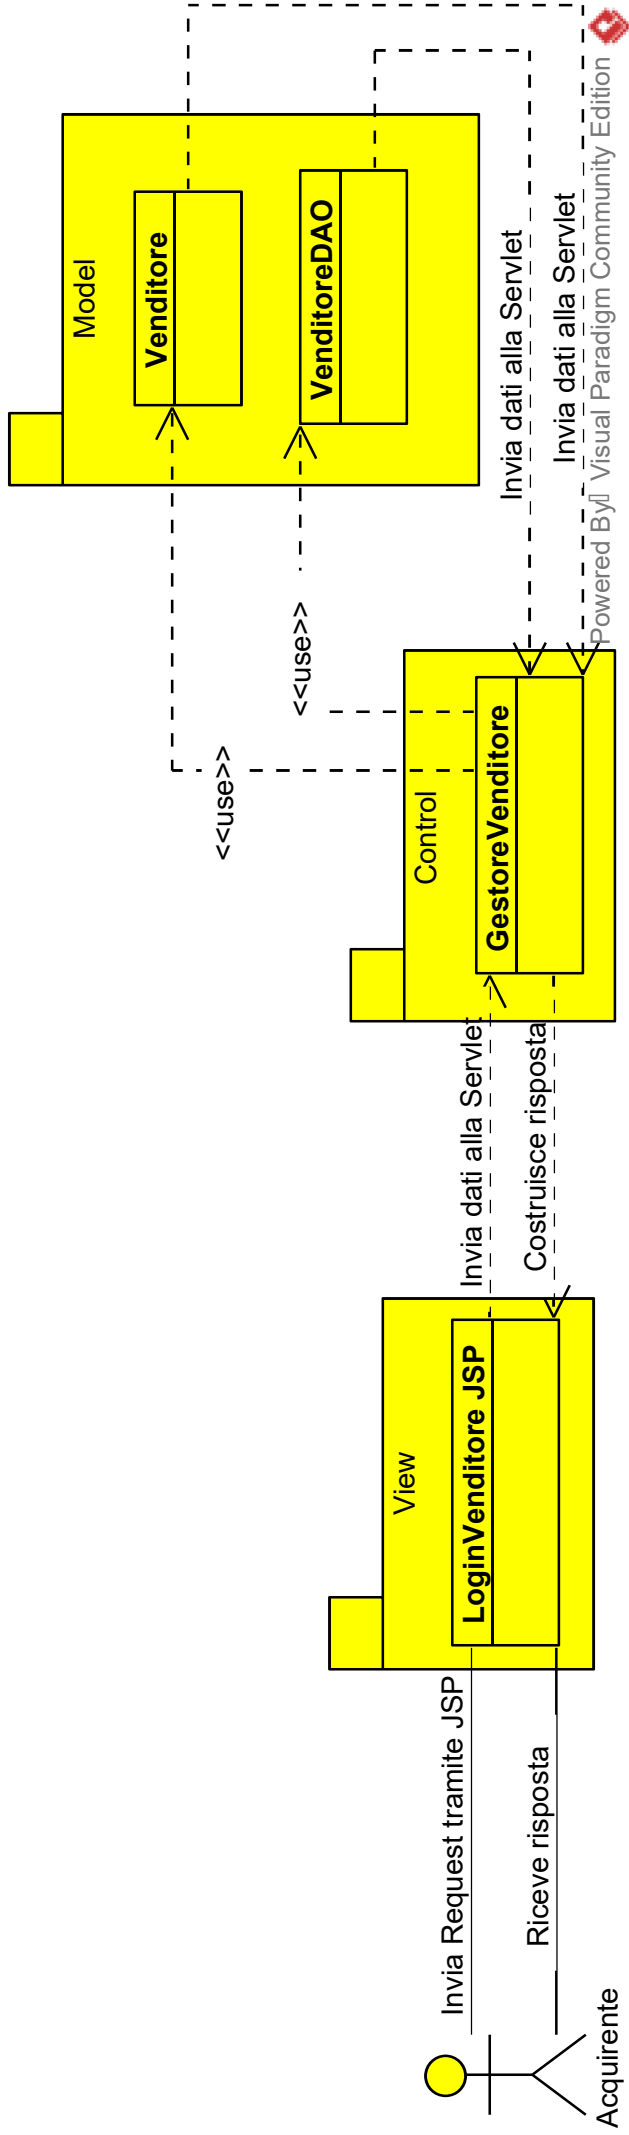 Model
Venditore
VenditoreDAO
<<use>>
<<use>>
Invia dati alla Servlet
Invia dati alla Servlet
Control
GestoreVenditore
Invia dati alla Servlet
Costruisce risposta
View
LoginVenditore JSP
Invia Request tramite JSP
Riceve risposta
Acquirente
Powered By Visual Paradigm Community Edition